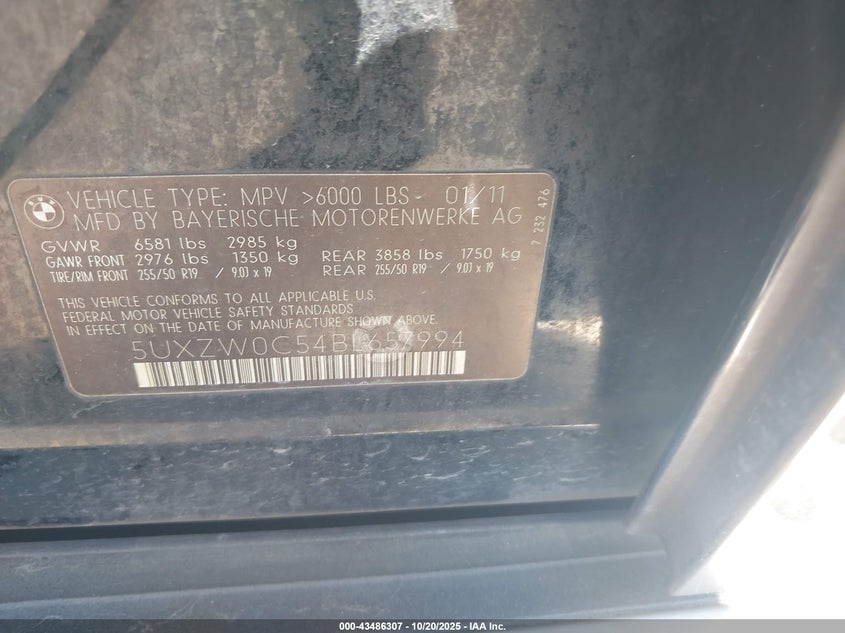 VEHICLE TYPE: MPV >6000 LBS- 01/11
MFD BY BAYERISCHE MOTORENWERKE AG
7 232 476
GVWR 6581 lbs 2985 kg
GAWR FRONT 2976 lbs 1350 kg REAR 3858 lbs 1750 kg
TIRE/RIM FRONT 255/50 R19 / 9.0J x 19 REAR 255/50 R19 / 9.0J x 19
THIS VEHICLE CONFORMS TO ALL APPLICABLE U.S.
FEDERAL MOTOR VEHICLE SAFETY STANDARDS
IN EFFECT ON THE DATE OF MANUFACTURE SHOWN ABOVE.
5UXZW0C54BL657994
000-43486307 - 10/20/2025 - IAA Inc.